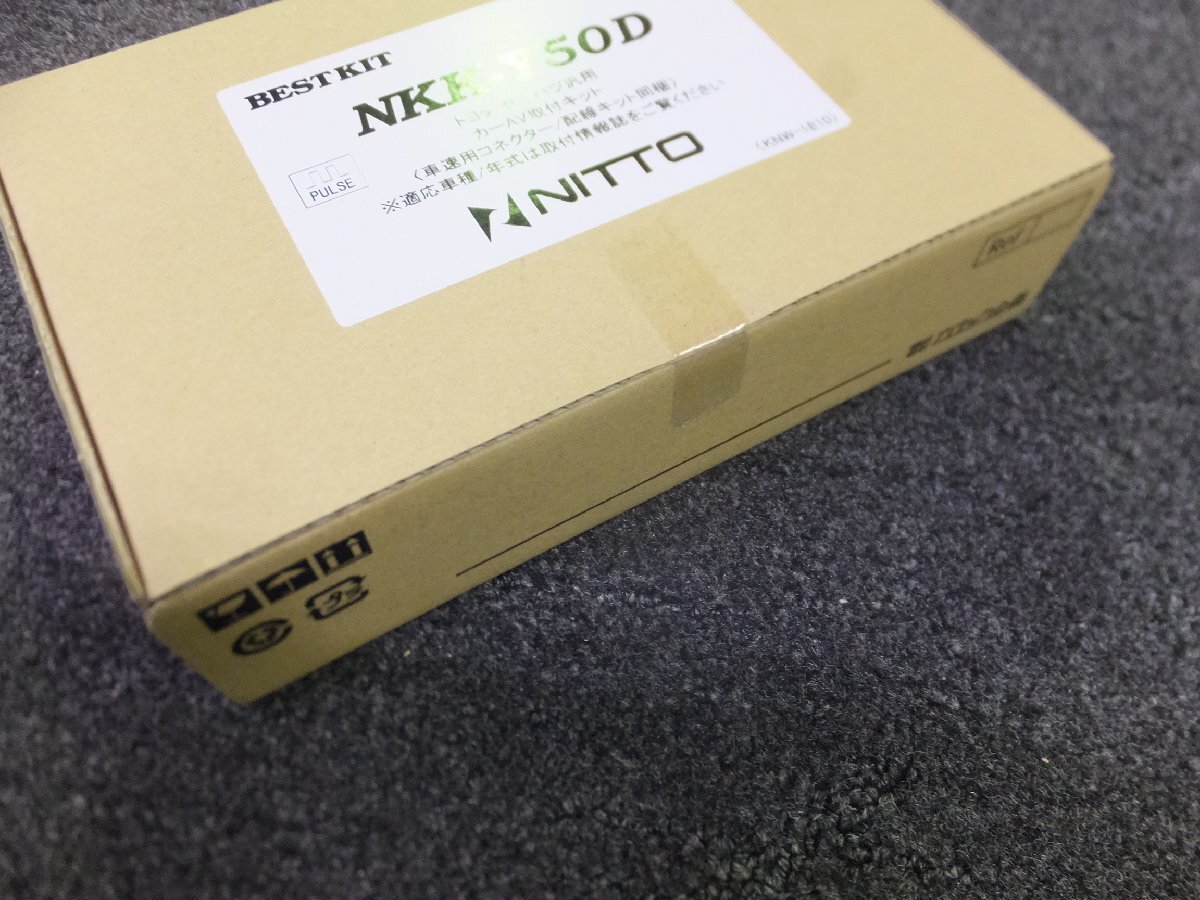 BEST KIT
NKK-Y50D
トヨタ・ダイハツ汎用
カーAV取付キット
〈車速用コネクター/配線キット同梱〉
※適応車種/年式は取付情報誌をご覧ください
PULSE
NITTO
〈KNW-1810〉